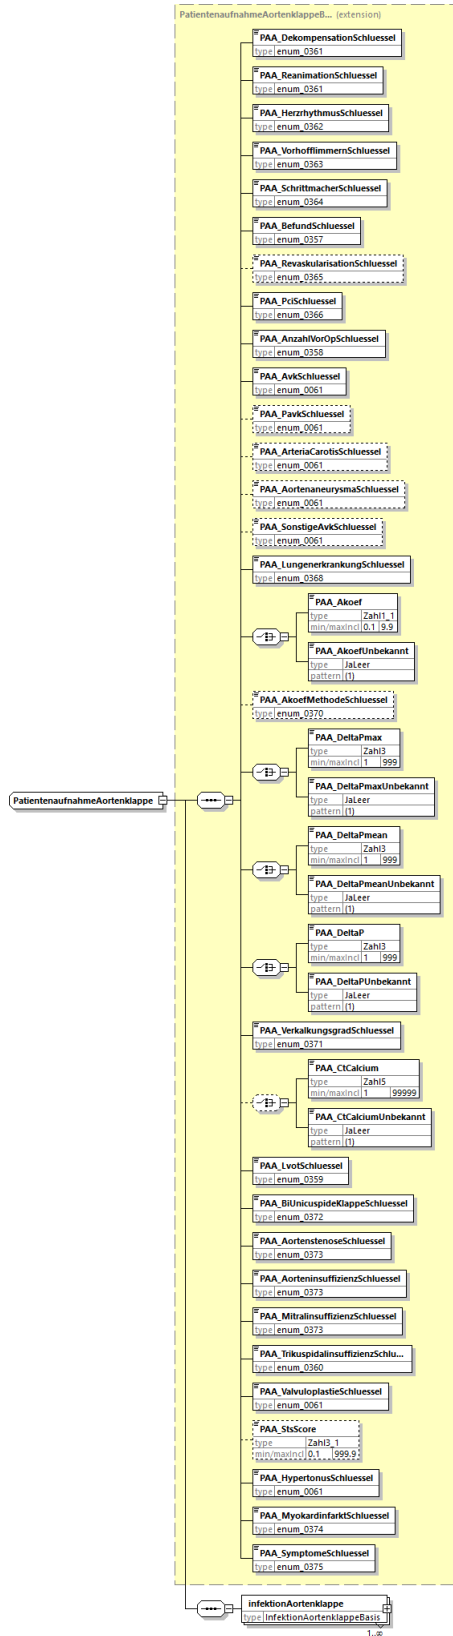 PatientenaufnahmeAortenklappeB... (extension)
PAA_DekompensationSchluessel
type enum_0361
PAA_ReanimationSchluessel
type enum_0361
PAA_HerzrhythmusSchluessel
type enum_0362
PAA_VorhofflimmernSchluessel
type enum_0363
PAA_SchrittmacherSchluessel
type enum_0364
PAA_BefundSchluessel
type enum_0357
PAA_RevaskularisationSchluessel
type enum_0365
PAA_PciSchluessel
type enum_0366
PAA_AnzahlVorOpSchluessel
type enum_0358
PAA_AvkSchluessel
type enum_0061
PAA_PavkSchluessel
type enum_0061
PAA_ArteriaCarotisSchluessel
type enum_0061
PAA_AortenaneurysmaSchluessel
type enum_0061
PAA_SonstigeAvkSchluessel
type enum_0061
PAA_LungenerkrankungSchluessel
type enum_0368
PAA_Akoef
type Zahl1_1
min/maxIncl 0.1 9.9
PAA_AkoefUnbekannt
type JaLeer
pattern (1)
PAA_AkoefMethodeSchluessel
type enum_0370
PAA_DeltaPmax
type Zahl3
min/maxIncl 1 999
PAA_DeltaPmaxUnbekannt
type JaLeer
pattern (1)
PatientenaufnahmeAortenklappe
PAA_DeltaPmean
type Zahl3
min/maxIncl 1 999
PAA_DeltaPmeanUnbekannt
type JaLeer
pattern (1)
PAA_DeltaP
type Zahl3
min/maxIncl 1 999
PAA_DeltaPUnbekannt
type JaLeer
pattern (1)
PAA_VerkalkungsgradSchluessel
type enum_0371
PAA_CtCalcium
type Zahl5
min/maxIncl 1 99999
PAA_CtCalciumUnbekannt
type JaLeer
pattern (1)
PAA_LvotSchluessel
type enum_0359
PAA_BiUnicuspideKlappeSchluessel
type enum_0372
PAA_AortenstenoseSchluessel
type enum_0373
PAA_AorteninsuffizienzSchluessel
type enum_0373
PAA_MitralinsuffizienzSchluessel
type enum_0373
PAA_TrikuspidalinsuffizienzSchlu...
type enum_0360
PAA_ValvuloplastieSchluessel
type enum_0061
PAA_StsScore
type Zahl3_1
min/maxIncl 0.1 999.9
PAA_HypertonusSchluessel
type enum_0061
PAA_MyokardinfarktSchluessel
type enum_0374
PAA_SymptomeSchluessel
type enum_0375
infektionAortenklappe
type InfektionAortenklappeBasis
1..∞